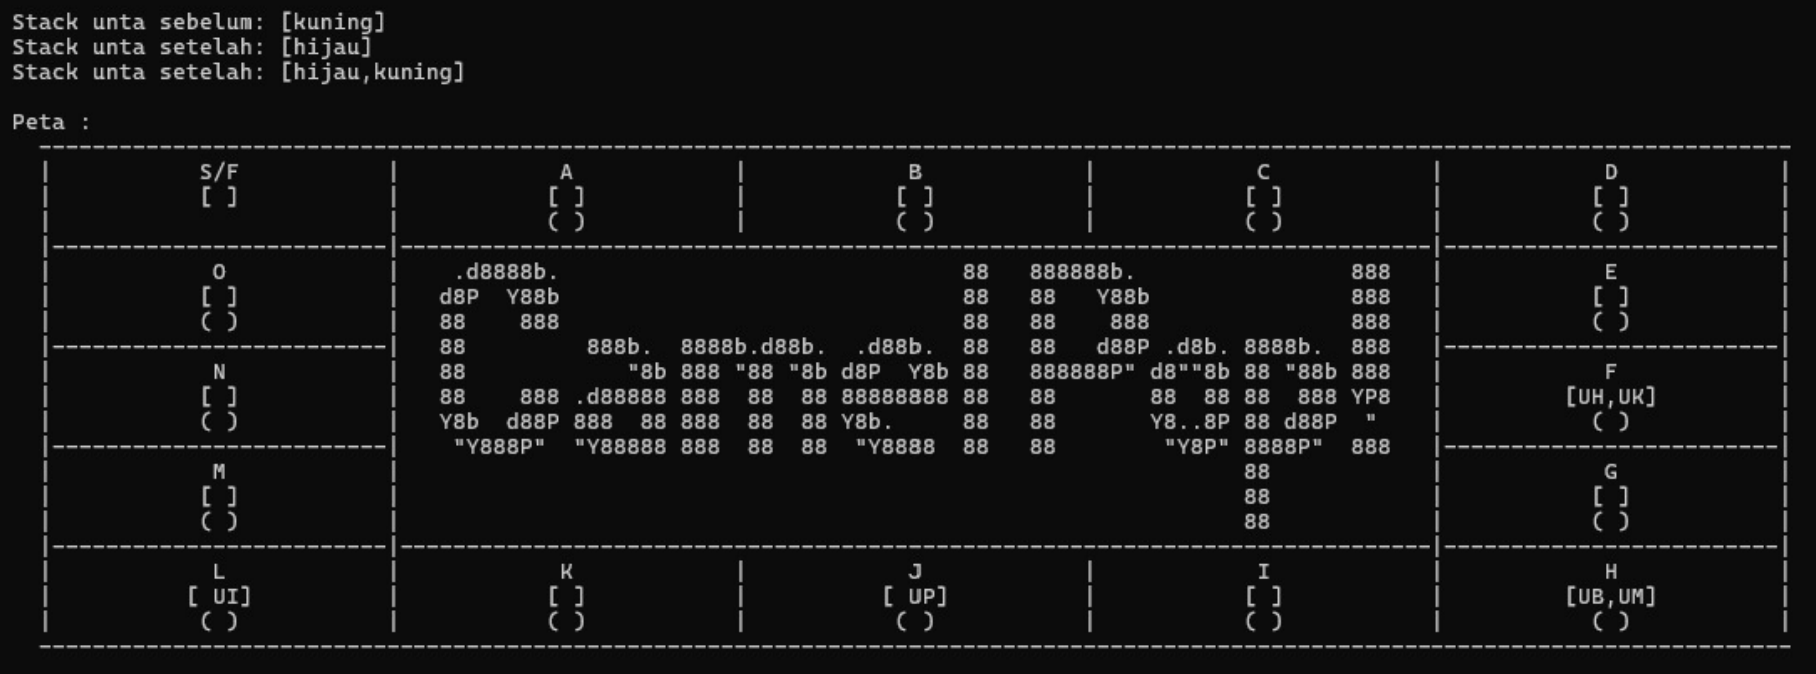 Stack unta sebelum: [kuning]
Stack unta setelah: [hijau]
Stack unta setelah: [hijau,kuning]
Peta :
S/F A B C D
[ ] [ ] [ ] [ ] [ ]
( ) ( ) ( ) ( )
O .d8888b. 88 888888b. 888 E
[ ] d8P Y88b 88 88 Y88b 888 [ ]
( ) 88 888 88 88 888 888 ( )
88 888b. 8888b.d88b. .d88b. 88 88 d88P .d8b. 8888b. 888
N 88 "8b 888 "88 "8b d8P Y8b 88 888888P" d8""8b 88 "88b 888 F
[ ] 88 888 .d88888 888 88 88 88888888 88 88 88 88 88 888 YP8 [UH,UK]
( ) Y8b d88P 888 88 888 88 88 Y8b. 88 88 Y8..8P 88 d88P " ( )
"Y888P" "Y88888 888 88 88 "Y8888 88 88 "Y8P" 8888P" 888
M 88 G
[ ] 88 [ ]
( ) 88 ( )
L K J I H
[ UI] [ ] [ UP] [ ] [UB,UM]
( ) ( ) ( ) ( ) ( )